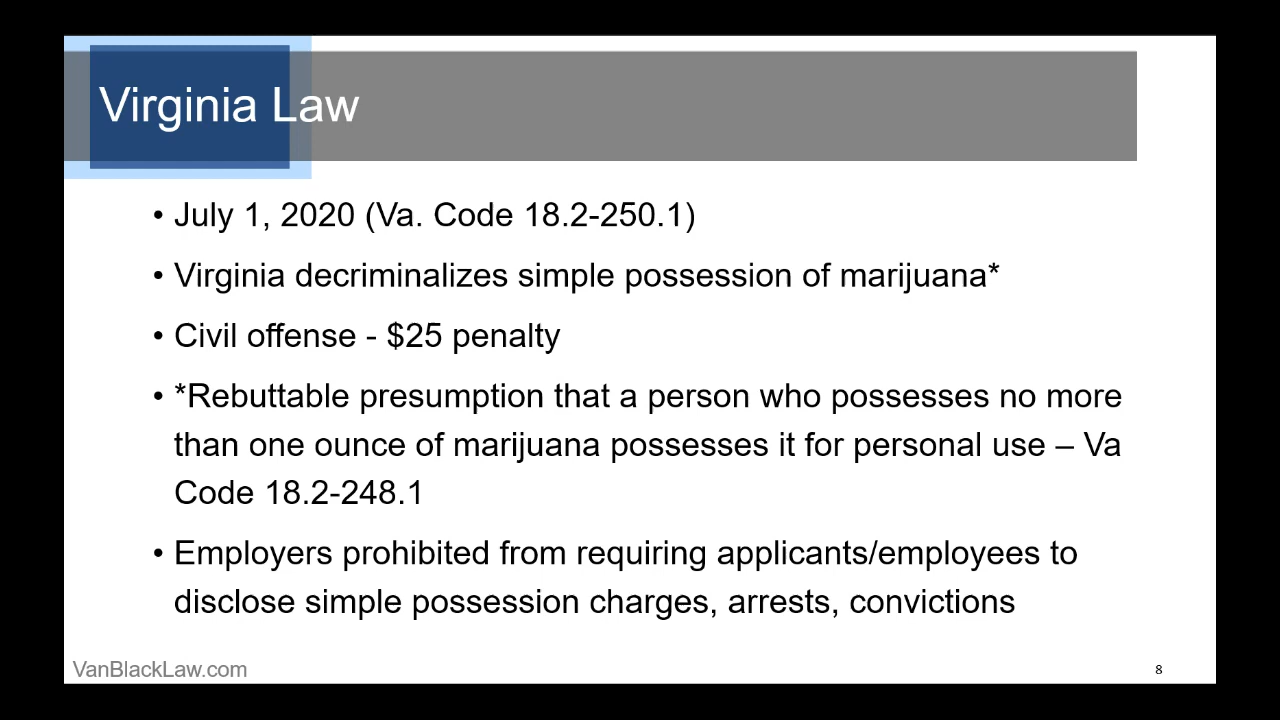 Virginia Law
• July 1, 2020 (Va. Code 18.2-250.1)
• Virginia decriminalizes simple possession of marijuana*
• Civil offense - $25 penalty
• *Rebuttable presumption that a person who possesses no more
than one ounce of marijuana possesses it for personal use – Va
Code 18.2-248.1
• Employers prohibited from requiring applicants/employees to
disclose simple possession charges, arrests, convictions
VanBlackLaw.com
8